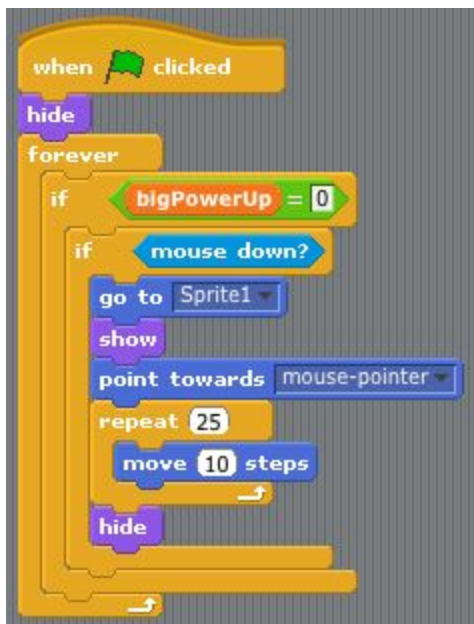 when clicked
hide
forever
if bigPowerUp = 0
if mouse down?
go to Sprite1
show
point towards mouse-pointer
repeat 25
move 10 steps
hide